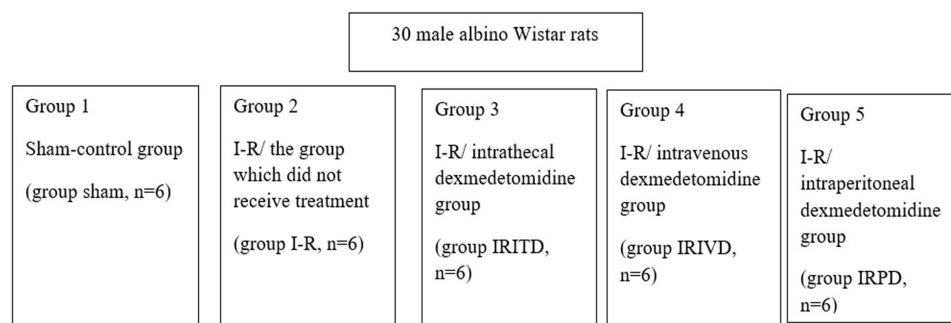 30 male albino Wistar rats
Group 1
Sham-control group
(group sham, n=6)
Group 2
I-R/ the group
which did not
receive treatment
(group I-R, n=6)
Group 3
I-R/ intrathecal
dexmedetomidine
group
(group IRITD,
n=6)
Group 4
I-R/ intravenous
dexmedetomidine
group
(group IRIVD,
n=6)
Group 5
I-R/
intraperitoneal
dexmedetomidine
group
(group IRPD,
n=6)